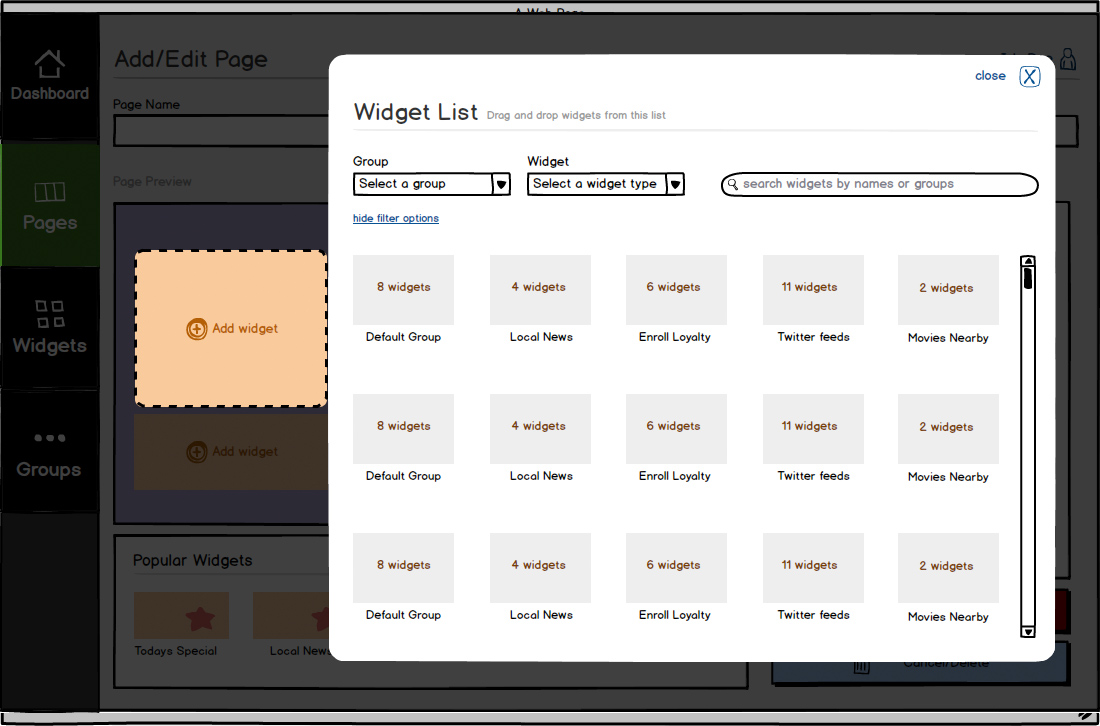 A Web Page
Dashboard
Pages
Widgets
Groups
Add/Edit Page
Page Name
Page Preview
Add widget
Add widget
Popular Widgets
Todays Special
Local News
close X
Widget List Drag and drop widgets from this list
Group Widget
Select a group Select a widget type search widgets by names or groups
hide filter options
8 widgets 4 widgets 6 widgets 11 widgets 2 widgets
Default Group Local News Enroll Loyalty Twitter feeds Movies Nearby
8 widgets 4 widgets 6 widgets 11 widgets 2 widgets
Default Group Local News Enroll Loyalty Twitter feeds Movies Nearby
8 widgets 4 widgets 6 widgets 11 widgets 2 widgets
Default Group Local News Enroll Loyalty Twitter feeds Movies Nearby
Cancel/Delete